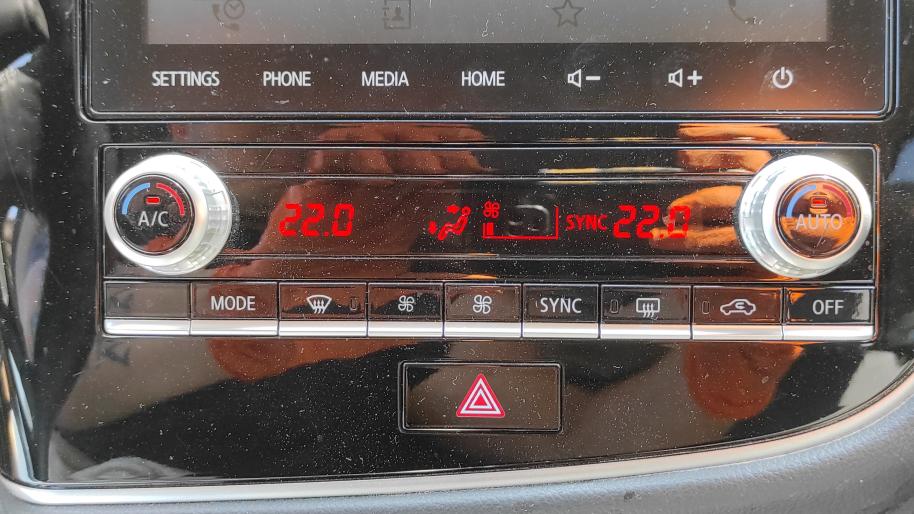 SETTINGS PHONE MEDIA HOME
A/C 22.0 SYNC 22.0 AUTO
MODE SYNC OFF